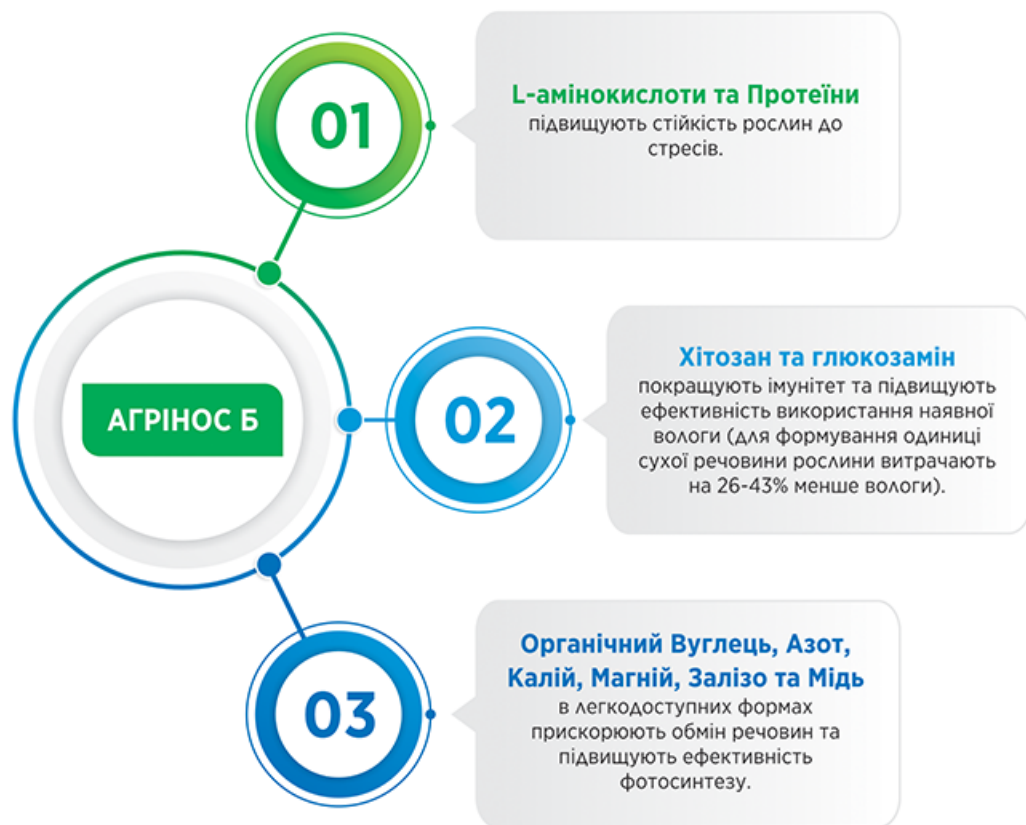 01
L-амінокислоти та Протеїни
підвищують стійкість рослин до
стресів.
АГРІНОС Б
02
Хітозан та глюкозамін
покращують імунітет та підвищують
ефективність використання наявної
вологи (для формування одиниці
сухої речовини рослини витрачають
на 26-43% менше вологи).
03
Органічний Вуглець, Азот,
Калій, Магній, Залізо та Мідь
в легкодоступних формах
прискорюють обмін речовин та
підвищують ефективність
фотосинтезу.